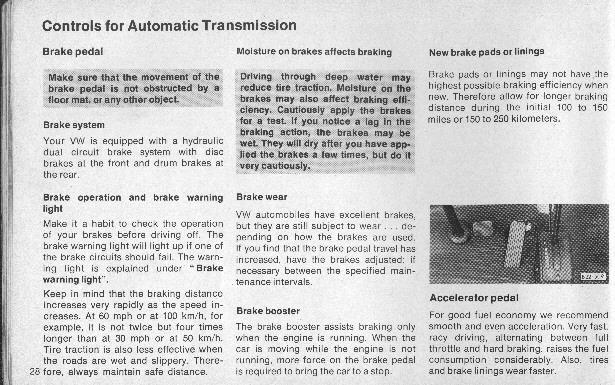 Controls for Automatic Transmission
Brake pedal
Make sure that the movement of the
brake pedal is not obstructed by a
floor mat, or any other object.
Brake system
Your VW is equipped with a hydraulic
dual circuit brake system with disc
brakes at the front and drum brakes at
the rear.
Brake operation and brake warning
light
Make it a habit to check the operation
of your brakes before driving off. The
brake warning light will light up if one of
the brake circuits should fail. The warn-
ing light is explained under "Brake
warning light".
Keep in mind that the braking distance
increases very rapidly as the speed in-
creases. At 60 mph or at 100 km/h, for
example, it is not twice but four times
longer than at 30 mph or at 50 km/h.
Tire traction is also less effective when
the roads are wet and slippery. There-
28 fore, always maintain safe distance.
Moisture on brakes affects braking
Driving through deep water may
reduce tire traction. Moisture on the
brakes may also affect braking effi-
ciency. Cautiously apply the brakes
for a test. If you notice a lag in the
braking action, the brakes may be
wet. They will dry after you have app-
lied the brakes a few times, but do it
very cautiously.
Brake wear
VW automobiles have excellent brakes,
but they are still subject to wear . . . de-
pending on how the brakes are used.
If you find that the brake pedal travel has
increased, have the brakes adjusted; if
necessary between the specified main-
tenance intervals.
Brake booster
The brake booster assists braking only
when the engine is running. When the
car is moving while the engine is not
running, more force on the brake pedal
is required to bring the car to a stop.
New brake pads or linings
Brake pads or linings may not have the
highest possible braking efficiency when
new. Therefore allow for longer braking
distance during the initial 100 to 150
miles or 150 to 250 kilometers.
Accelerator pedal
For good fuel economy we recommend
smooth and even acceleration. Very fast,
racy driving, alternating between full
throttle and hard braking, raises the fuel
consumption considerably. Also, tires
and brake linings wear faster.